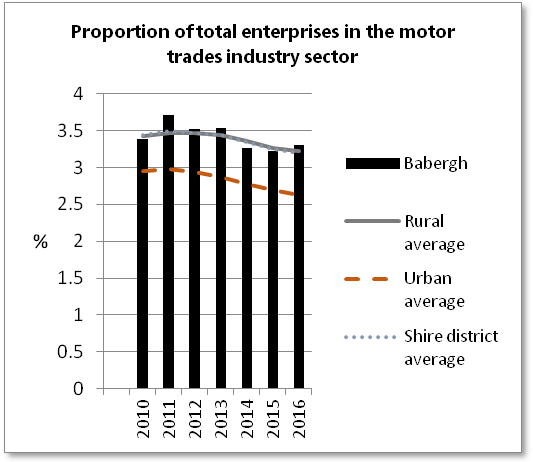 Proportion of total enterprises in the motor
trades industry sector
4
3.5
3
2.5
2
1.5
1
0.5
0
%
2010
2011
2012
2013
2014
2015
2016
Babergh
Rural
average
Urban
average
Shire district
average